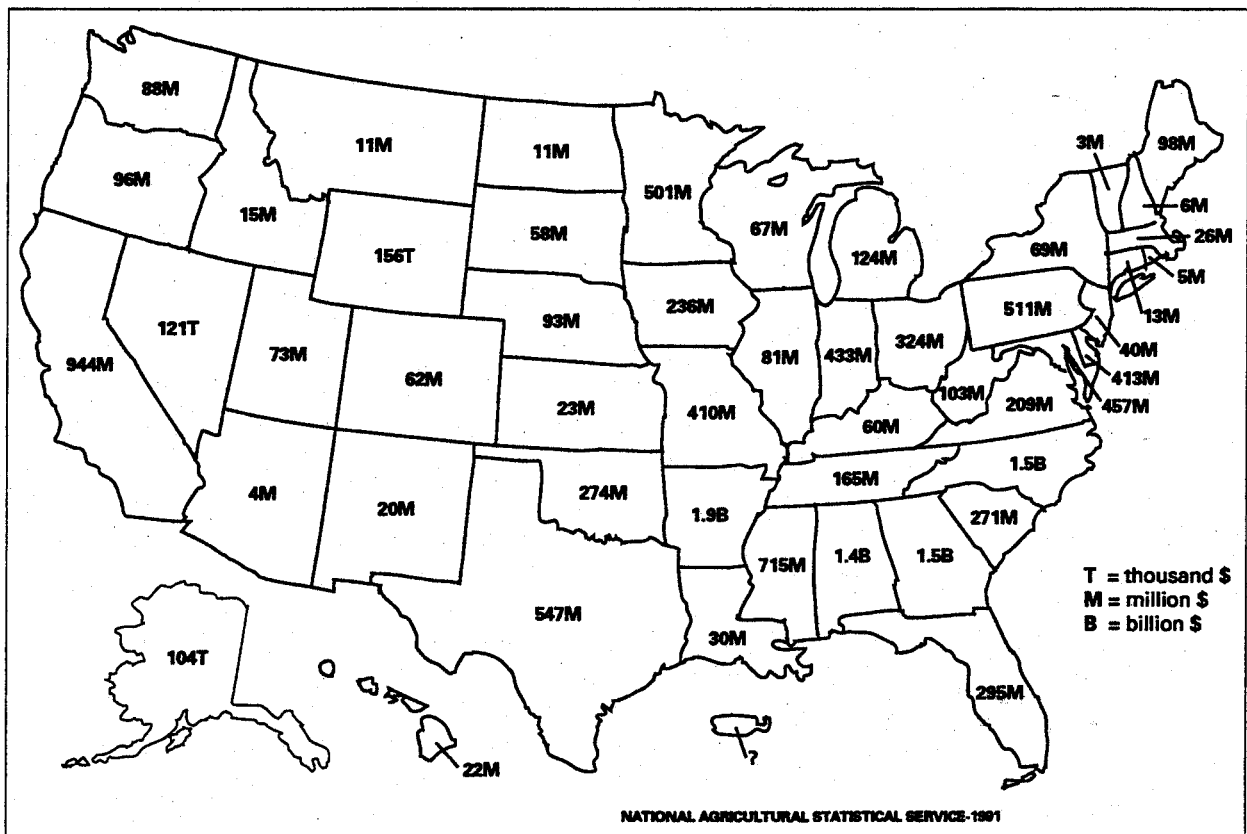 88M
11M
11M
98M
3M
96M
501M
6M
15M
67M
26M
58M
69M
156T
124M
5M
511M
13M
236M
93M
121T
324M
40M
73M
81M
433M
944M
62M
413M
103M
23M
410M
209M
457M
60M
1.5B
165M
4M
274M
20M
1.9B
271M
715M
1.4B
1.5B
T = thousand $
M = million $
B = billion $
547M
30M
104T
295M
?
22M
NATIONAL AGRICULTURAL STATISTICAL SERVICE-1991